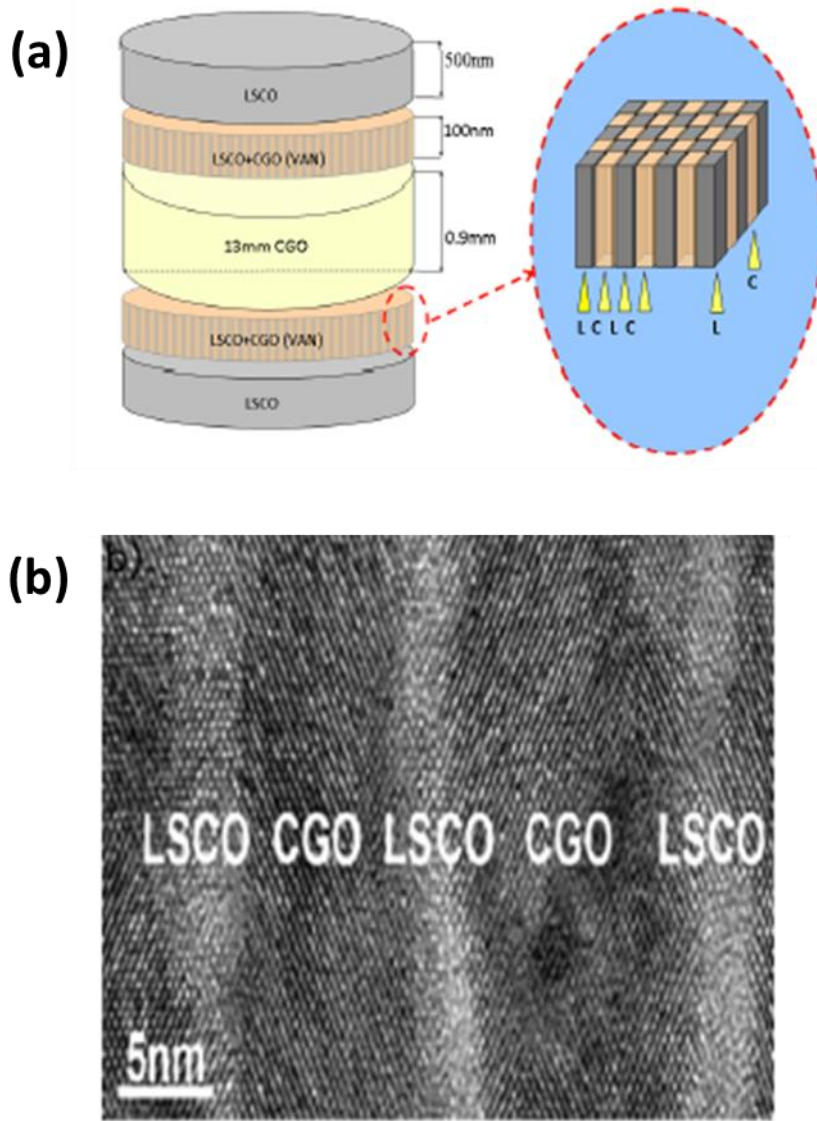 (a)
500nm
LSCO
100nm
LSCO+CGO (VAN)
13mm CGO
0.9mm
LSCO+CGO (VAN)
LSCO
C
L C L C L
(b)
b).
LSCO CGO LSCO CGO LSCO
5nm